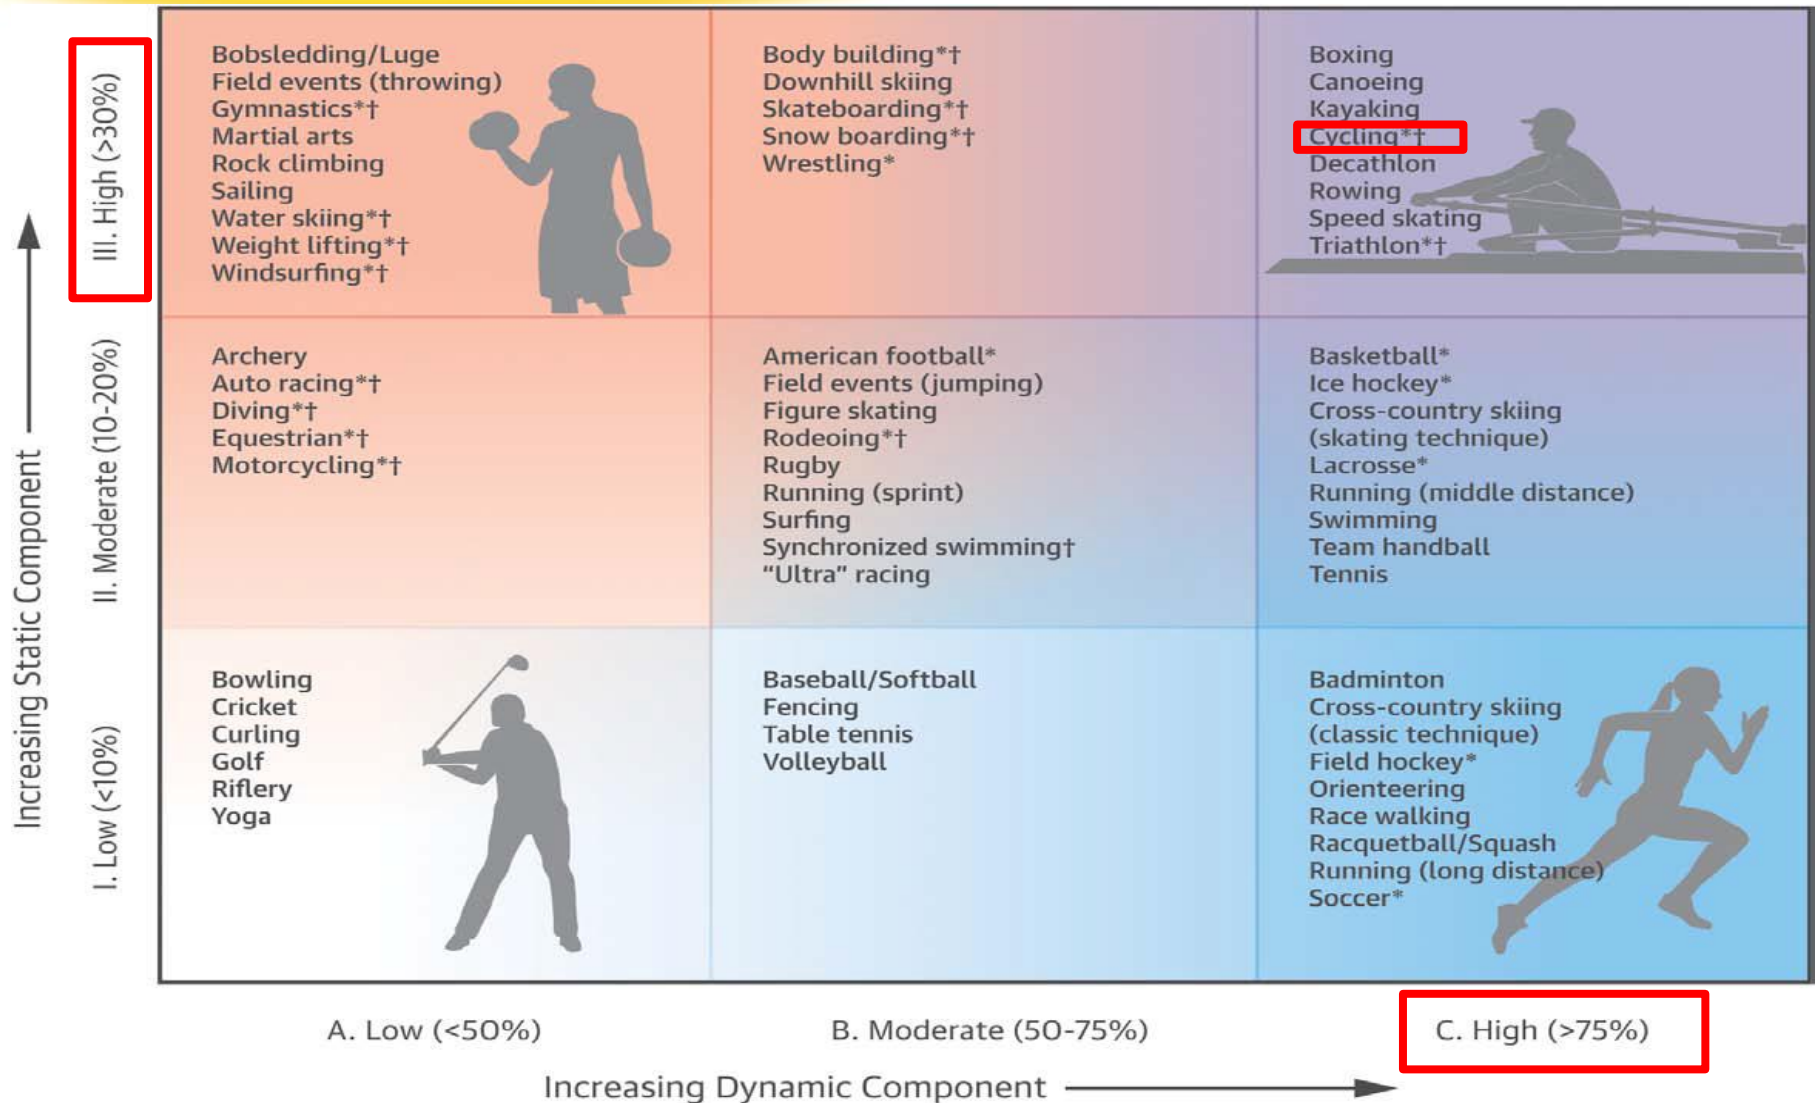 Increasing Static Component
III. High (>30%)
Bobsledding/Luge
Field events (throwing)
Gymnastics*†
Martial arts
Rock climbing
Sailing
Water skiing*†
Weight lifting*†
Windsurfing*†
Body building*†
Downhill skiing
Skateboarding*†
Snow boarding*†
Wrestling*
Boxing
Canoeing
Kayaking
Cycling*†
Decathlon
Rowing
Speed skating
Triathlon*†
II. Moderate (10-20%)
Archery
Auto racing*†
Diving*†
Equestrian*†
Motorcycling*†
American football*
Field events (jumping)
Figure skating
Rodeoing*†
Rugby
Running (sprint)
Surfing
Synchronized swimming†
“Ultra” racing
Basketball*
Ice hockey*
Cross-country skiing
(skating technique)
Lacrosse*
Running (middle distance)
Swimming
Team handball
Tennis
I. Low (<10%)
Bowling
Cricket
Curling
Golf
Riflery
Yoga
Baseball/Softball
Fencing
Table tennis
Volleyball
Badminton
Cross-country skiing
(classic technique)
Field hockey*
Orienteering
Race walking
Racquetball/Squash
Running (long distance)
Soccer*
A. Low (<50%)
B. Moderate (50-75%)
C. High (>75%)
Increasing Dynamic Component